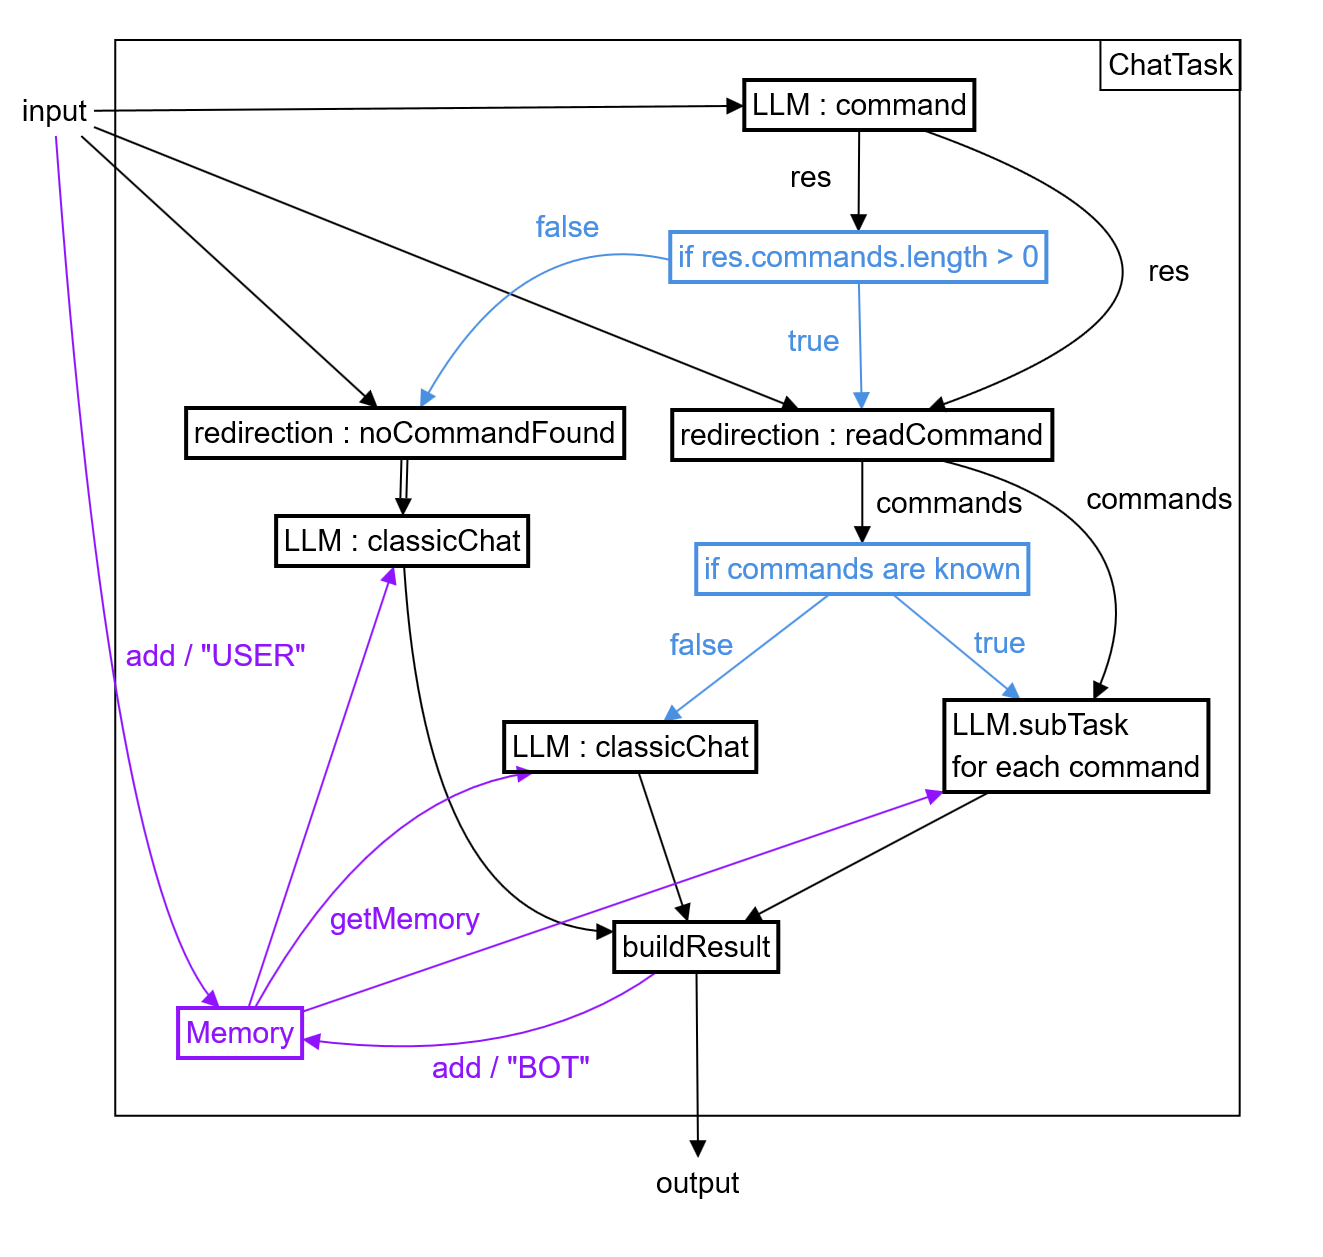 ChatTask
input
LLM : command
res
false
if res.commands.length > 0
res
true
redirection : noCommandFound
redirection : readCommand
commands
commands
LLM : classicChat
if commands are known
add / "USER"
false
true
LLM : classicChat
LLM.subTask
for each command
getMemory
buildResult
Memory
add / "BOT"
output